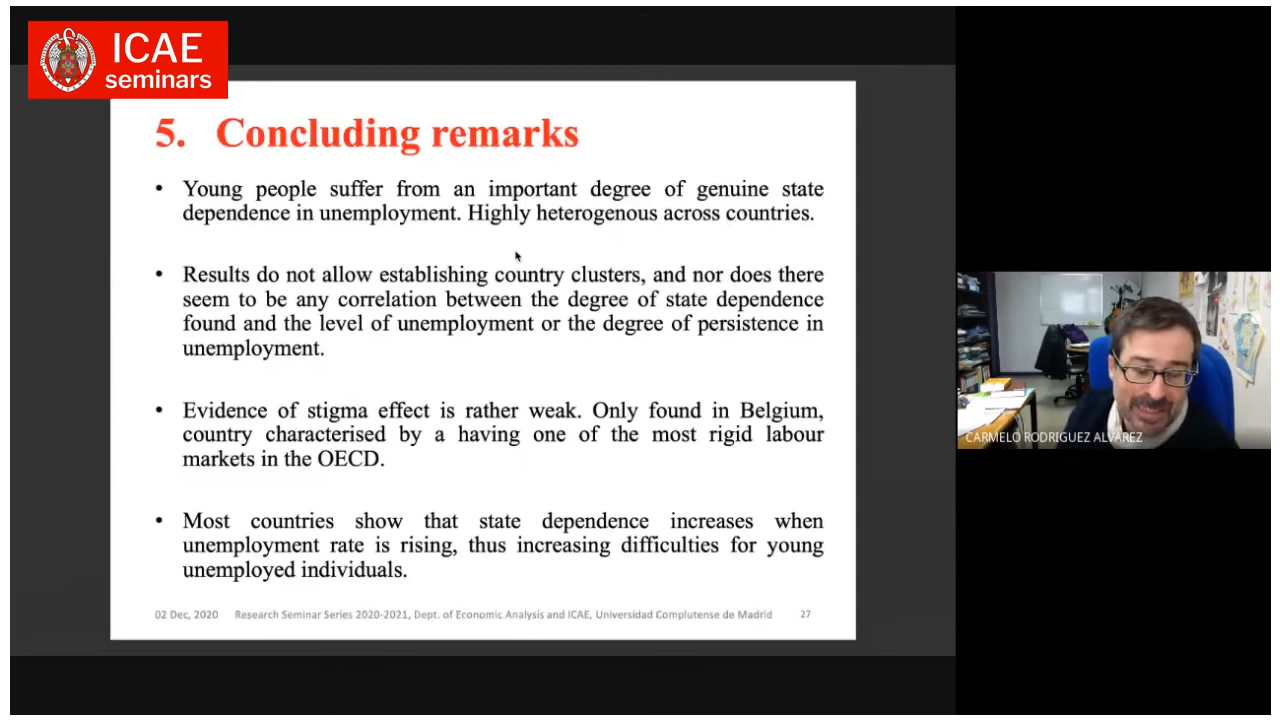 ICAE
seminars
5. Concluding remarks
• Young people suffer from an important degree of genuine state
dependence in unemployment. Highly heterogenous across countries.
• Results do not allow establishing country clusters, and nor does there
seem to be any correlation between the degree of state dependence
found and the level of unemployment or the degree of persistence in
unemployment.
• Evidence of stigma effect is rather weak. Only found in Belgium,
country characterised by a having one of the most rigid labour
markets in the OECD.
• Most countries show that state dependence increases when
unemployment rate is rising, thus increasing difficulties for young
unemployed individuals.
02 Dec, 2020 Research Seminar Series 2020-2021, Dept. of Economic Analysis and ICAE, Universidad Complutense de Madrid 27
CARMELO RODRIGUEZ ALVAREZ